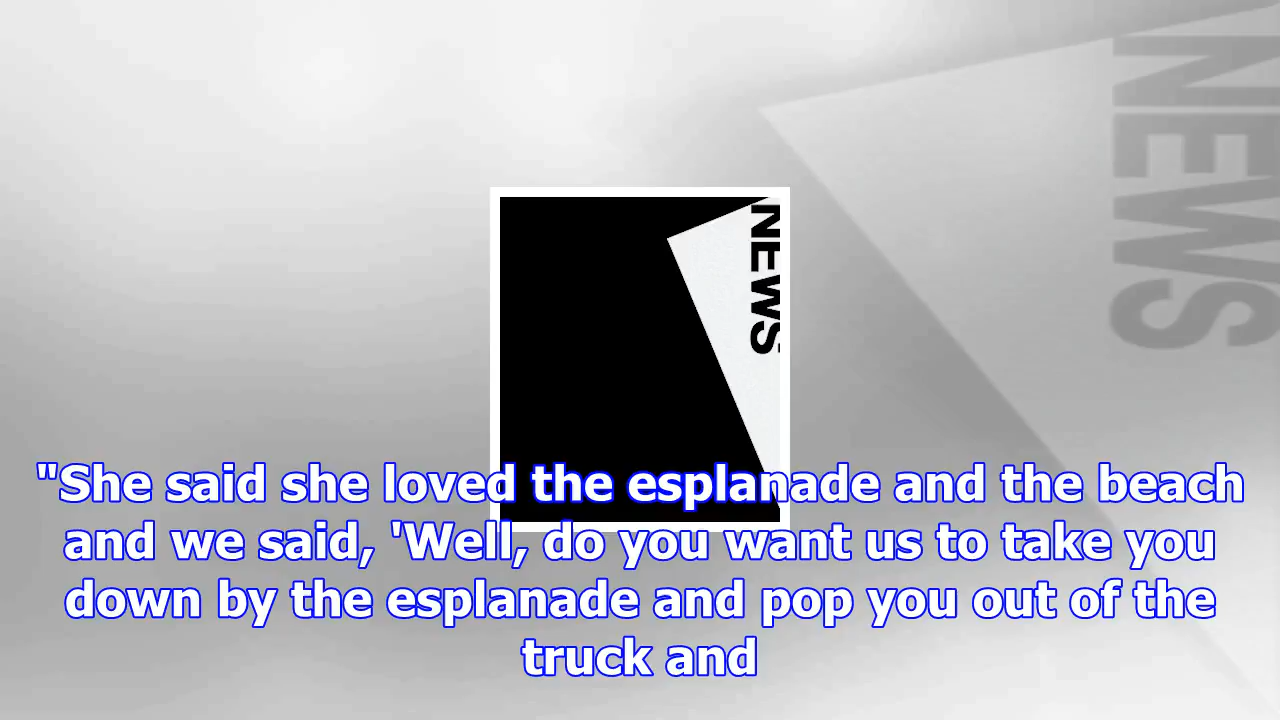 NEWS
NEWS
"She said she loved the esplanade and the beach
and we said, 'Well, do you want us to take you
down by the esplanade and pop you out of the
truck and